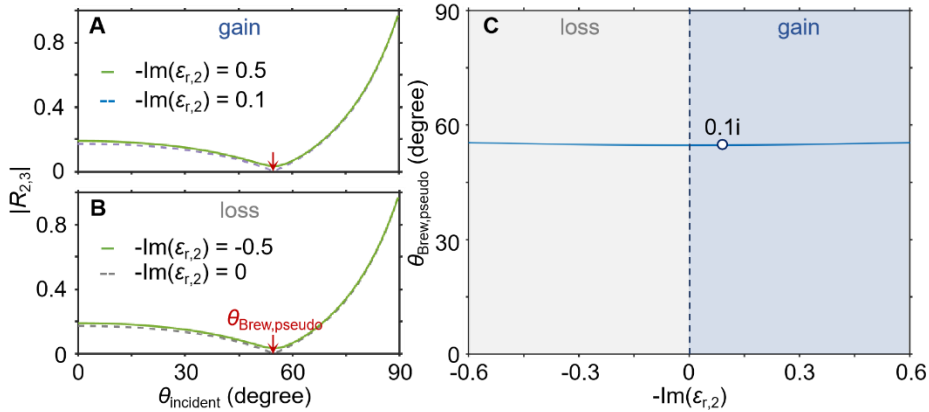 A
gain
-Im(εr,2) = 0.5
-Im(εr,2) = 0.1
0.8
0.4
0
B
loss
-Im(εr,2) = -0.5
-Im(εr,2) = 0
θBrew,pseudo
0.8
0.4
0
0 30 60 90
|R2,3|
θincident (degree)
C
loss
gain
0.1i
90
60
30
0
-0.6 -0.3 0 0.3 0.6
θBrew,pseudo (degree)
-Im(εr,2)